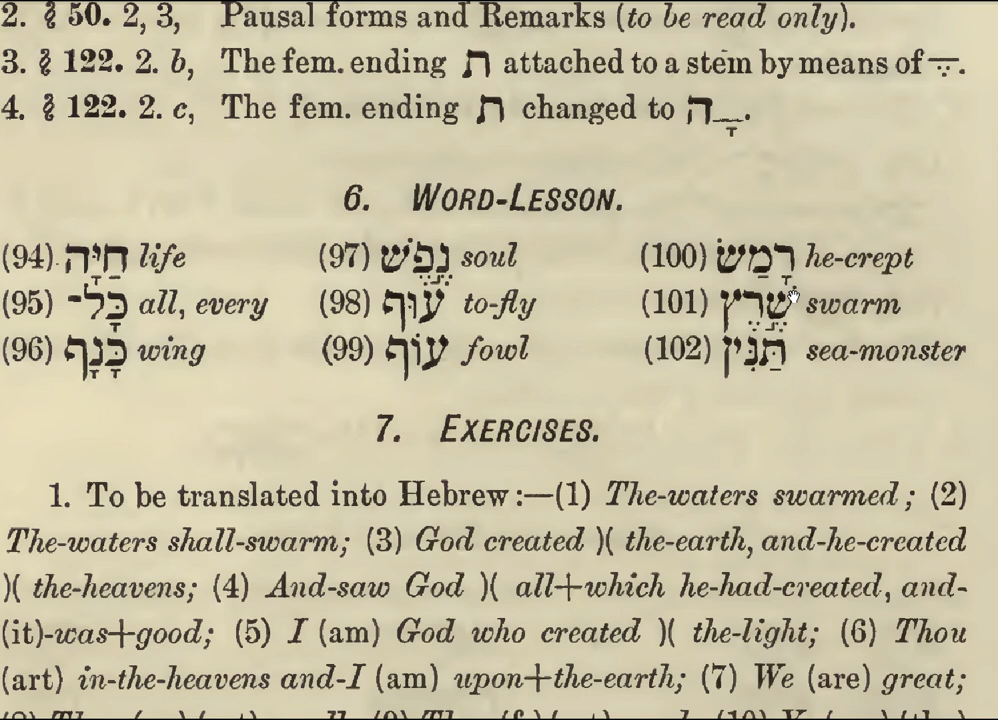 2. § 50. 2, 3, Pausal forms and Remarks (to be read only).
3. § 122. 2. b, The fem. ending ת attached to a stem by means of ـֶֽ.
4. § 122. 2. c, The fem. ending ת changed to ה ָ.
6. WORD-LESSON.
(94) חַיָּה life (97) נֶפֶשׁ soul (100) רָמַשׂ he-crept
(95) כָּל־ all, every (98) עוּף to-fly (101) שֶׁרֶץ swarm
(96) כָּנָף wing (99) עוֹף fowl (102) תַּנִּין sea-monster
7. EXERCISES.
1. To be translated into Hebrew:—(1) The-waters swarmed; (2)
The-waters shall-swarm; (3) God created )( the-earth, and-he-created
)( the-heavens; (4) And-saw God )( all+which he-had-created, and-
(it)-was+good; (5) I (am) God who created )( the-light; (6) Thou
(art) in-the-heavens and-I (am) upon+the-earth; (7) We (are) great;